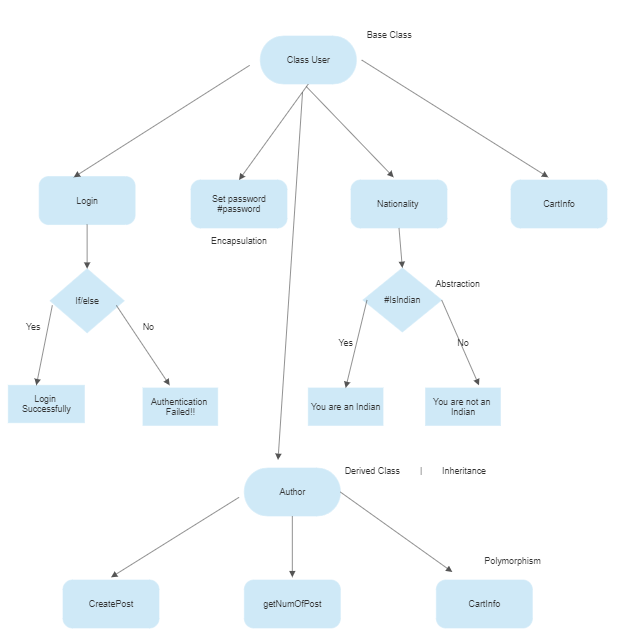 Base Class
Class User
Login
Set password
#password
Nationality
CartInfo
Encapsulation
If/else
#IsIndian
Abstraction
Yes
No
Yes
No
Login
Successfully
Authentication
Failed!!
You are an Indian
You are not an
Indian
Derived Class | Inheritance
Author
Polymorphism
CreatePost
getNumOfPost
CartInfo